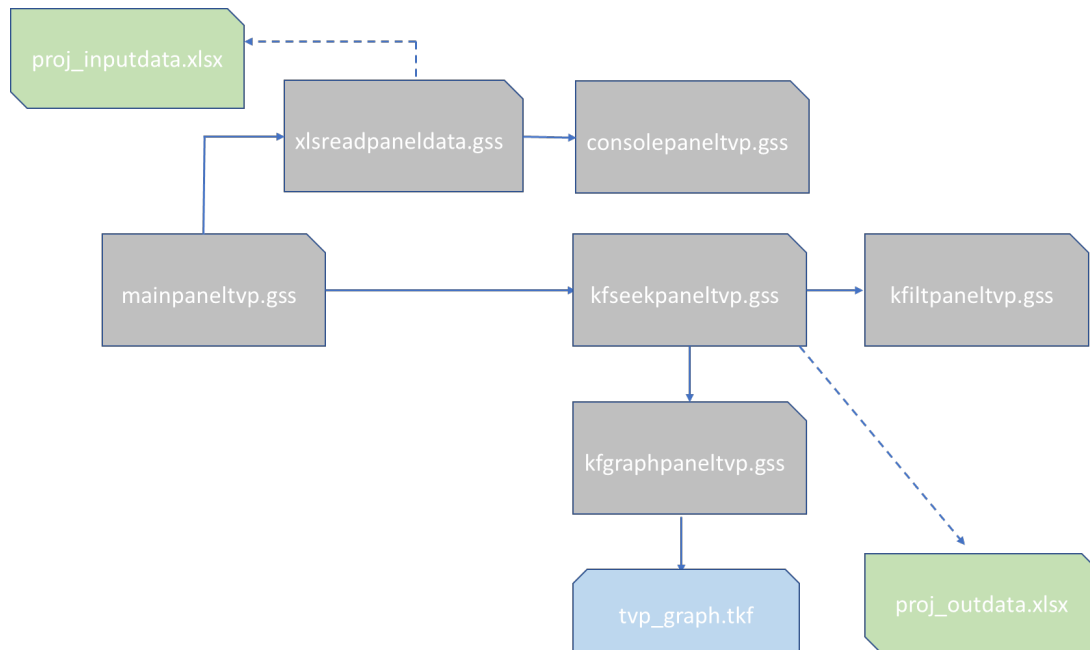 proj_inputdata.xlsx
xlsreadpaneldata.gss
consolepaneltvp.gss
mainpaneltvp.gss
kfseekpaneltvp.gss
kfiltpaneltvp.gss
kfgraphpaneltvp.gss
tvp_graph.tkf
proj_outdata.xlsx